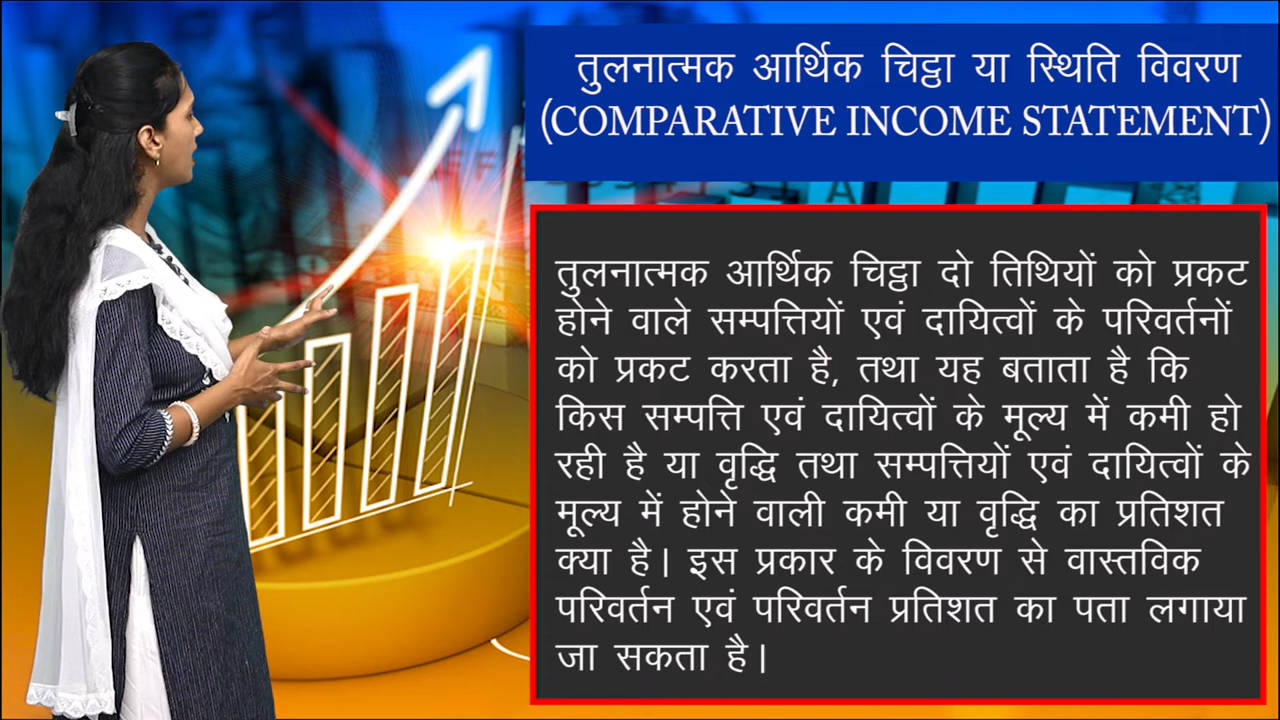 तुलनात्मक आर्थिक चिट्ठा या स्थिति विवरण
(COMPARATIVE INCOME STATEMENT)
तुलनात्मक आर्थिक चिट्ठा दो तिथियों को प्रकट
होने वाले सम्पत्तियों एवं दायित्वों के परिवर्तनों
को प्रकट करता है, तथा यह बताता है कि
किस सम्पत्ति एवं दायित्वों के मूल्य में कमी हो
रही है या वृद्धि तथा सम्पत्तियों एवं दायित्वों के
मूल्य में होने वाली कमी या वृद्धि का प्रतिशत
क्या है। इस प्रकार के विवरण से वास्तविक
परिवर्तन एवं परिवर्तन प्रतिशत का पता लगाया
जा सकता है।